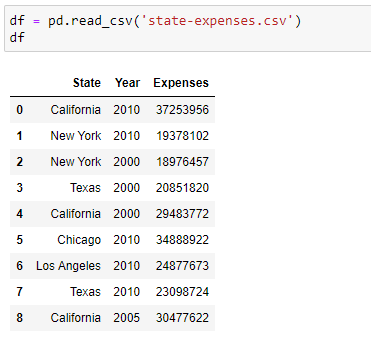 df = pd.read_csv('state-expenses.csv')
df
State Year Expenses
0 California 2010 37253956
1 New York 2010 19378102
2 New York 2000 18976457
3 Texas 2000 20851820
4 California 2000 29483772
5 Chicago 2010 34888922
6 Los Angeles 2010 24877673
7 Texas 2010 23098724
8 California 2005 30477622